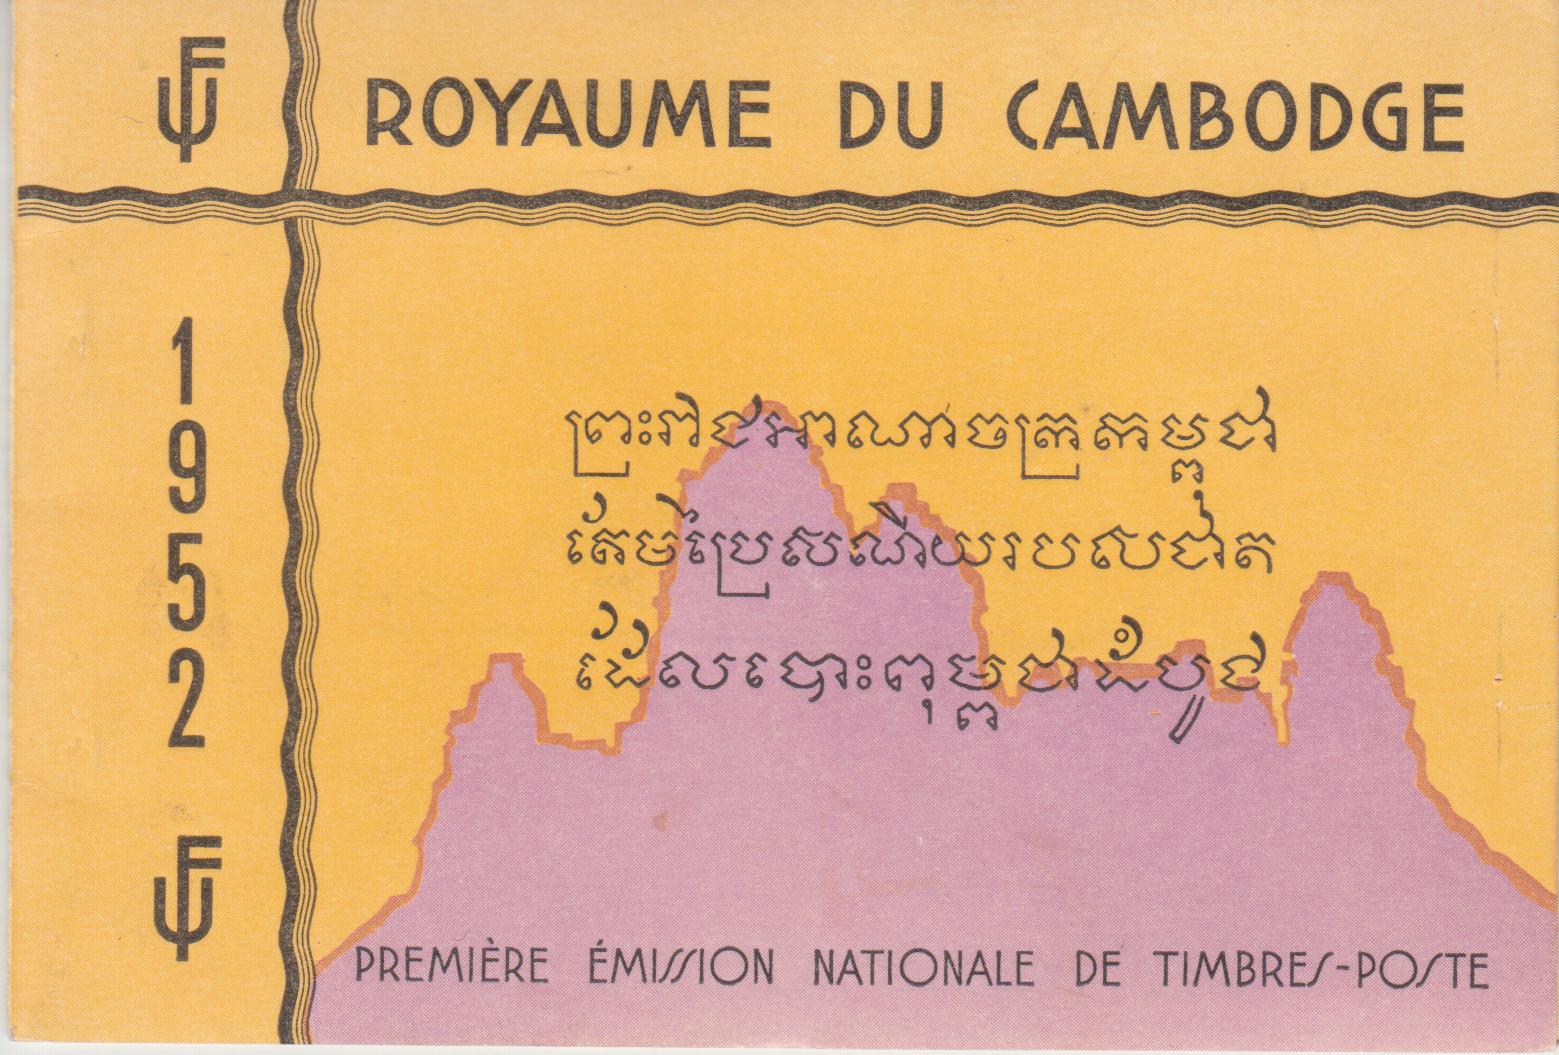 UF
ROYAUME DU CAMBODGE
1952
ព្រះរាជអាណាចក្រកម្ពុជា
តែមប្រៃសណីយរបស់ជាត
ដែលបោះពុម្ពជាដំបូង
UF
PREMIÈRE ÉMISSION NATIONALE DE TIMBRES-POSTE